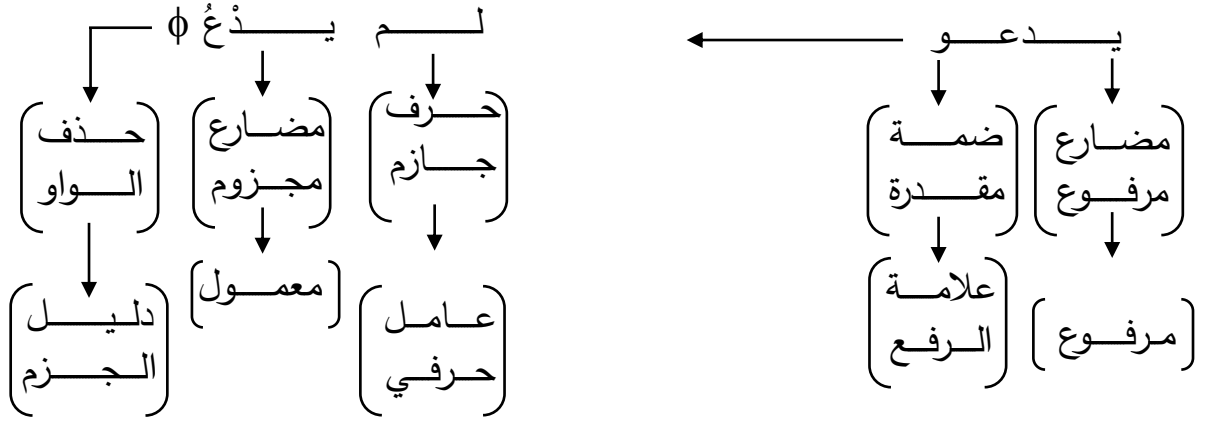 يدعو
مضارع
مرفوع
مرفوع
ضمة
مقدرة
علامة
الرفع
لم يدْعُ ϕ
حرف
جازم
عامل
حرفي
مضارع
مجزوم
معمول
حذف
الواو
دليل
الجزم